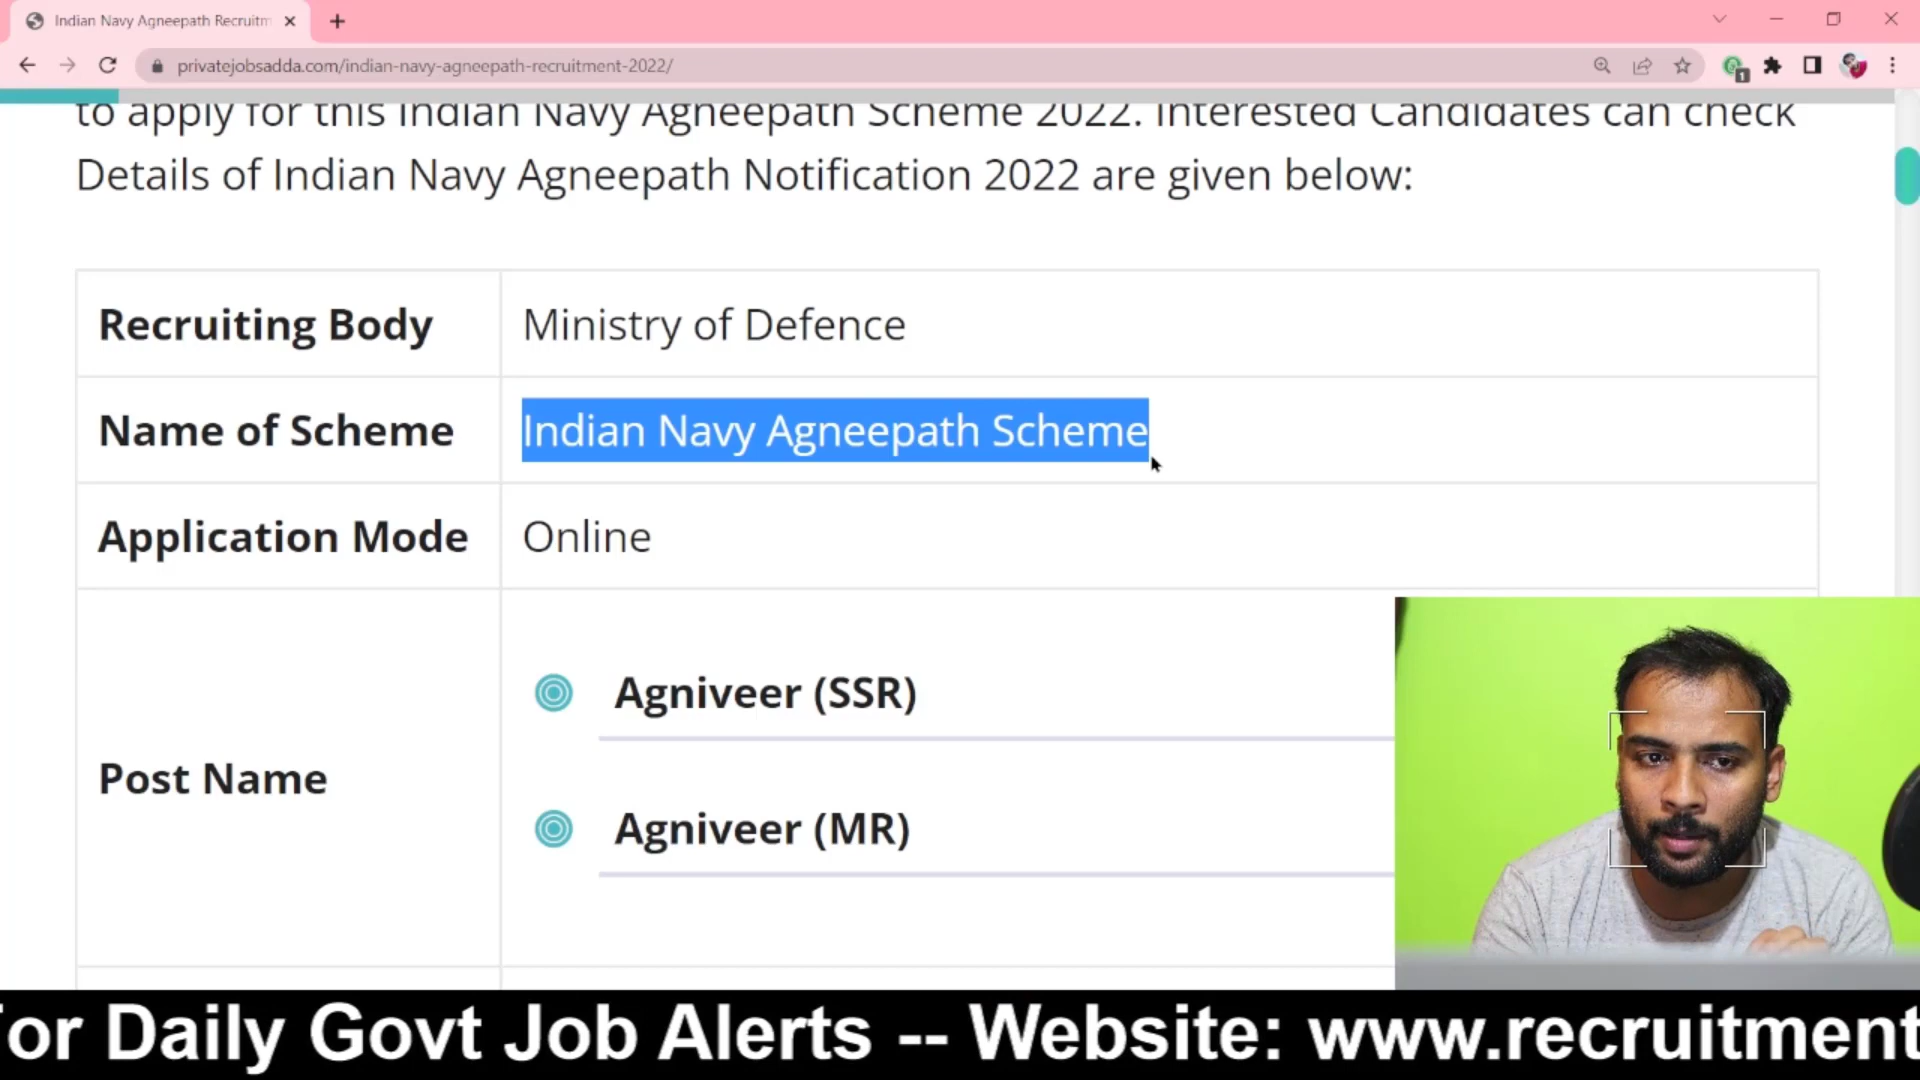 Indian Navy Agneepath Recruitm
privatejobsadda.com/indian-navy-agneepath-recruitment-2022/
1
to apply for this Indian Navy Agneepath Scheme 2022. Interested Candidates can check
Details of Indian Navy Agneepath Notification 2022 are given below:
Recruiting Body Ministry of Defence
Name of Scheme Indian Navy Agneepath Scheme
Application Mode Online
Post Name
Agniveer (SSR)
Agniveer (MR)
For Daily Govt Job Alerts -- Website: www.recruitment